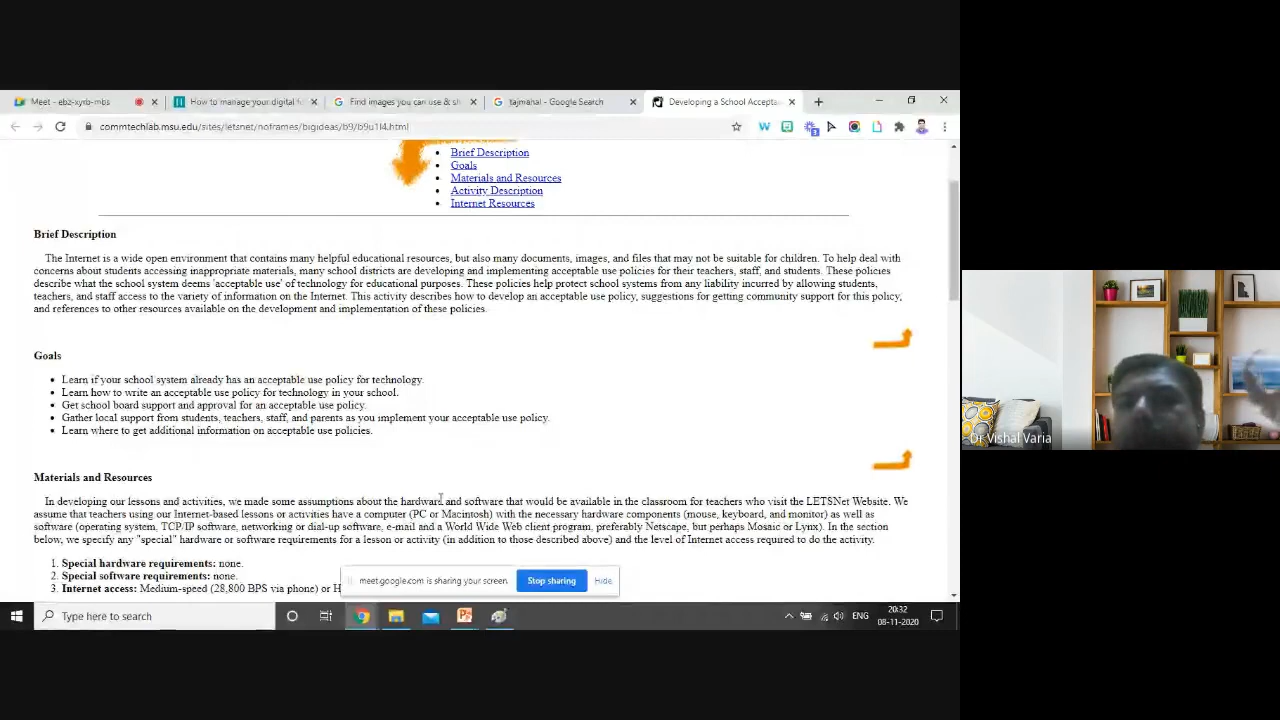 Meet - ebz-xyrb-mbs
How to manage your digital f
Find images you can use & sh
tajmahal - Google Search
Developing a School Accepta
commtechlab.msu.edu/sites/letsnet/noframes/bigideas/b9/b9u1l4.html
Brief Description
Goals
Materials and Resources
Activity Description
Internet Resources
Brief Description
The Internet is a wide open environment that contains many helpful educational resources, but also many documents, images, and files that may not be suitable for children. To help deal with
concerns about students accessing inappropriate materials, many school districts are developing and implementing acceptable use policies for their teachers, staff, and students. These policies
describe what the school system deems 'acceptable use' of technology for educational purposes. These policies help protect school systems from any liability incurred by allowing students,
teachers, and staff access to the variety of information on the Internet. This activity describes how to develop an acceptable use policy, suggestions for getting community support for this policy,
and references to other resources available on the development and implementation of these policies.
Goals
Learn if your school system already has an acceptable use policy for technology.
Learn how to write an acceptable use policy for technology in your school.
Get school board support and approval for an acceptable use policy.
Gather local support from students, teachers, staff, and parents as you implement your acceptable use policy.
Learn where to get additional information on acceptable use policies.
Materials and Resources
In developing our lessons and activities, we made some assumptions about the hardware and software that would be available in the classroom for teachers who visit the LETSNet Website. We
assume that teachers using our Internet-based lessons or activities have a computer (PC or Macintosh) with the necessary hardware components (mouse, keyboard, and monitor) as well as
software (operating system, TCP/IP software, networking or dial-up software, e-mail and a World Wide Web client program, preferably Netscape, but perhaps Mosaic or Lynx). In the section
below, we specify any "special" hardware or software requirements for a lesson or activity (in addition to those described above) and the level of Internet access required to do the activity.
1. Special hardware requirements: none.
2. Special software requirements: none.
3. Internet access: Medium-speed (28,800 BPS via phone) or H
meet.google.com is sharing your screen.
Stop sharing
Hide
Type here to search
ENG
20:32
08-11-2020
Dr Vishal Varia